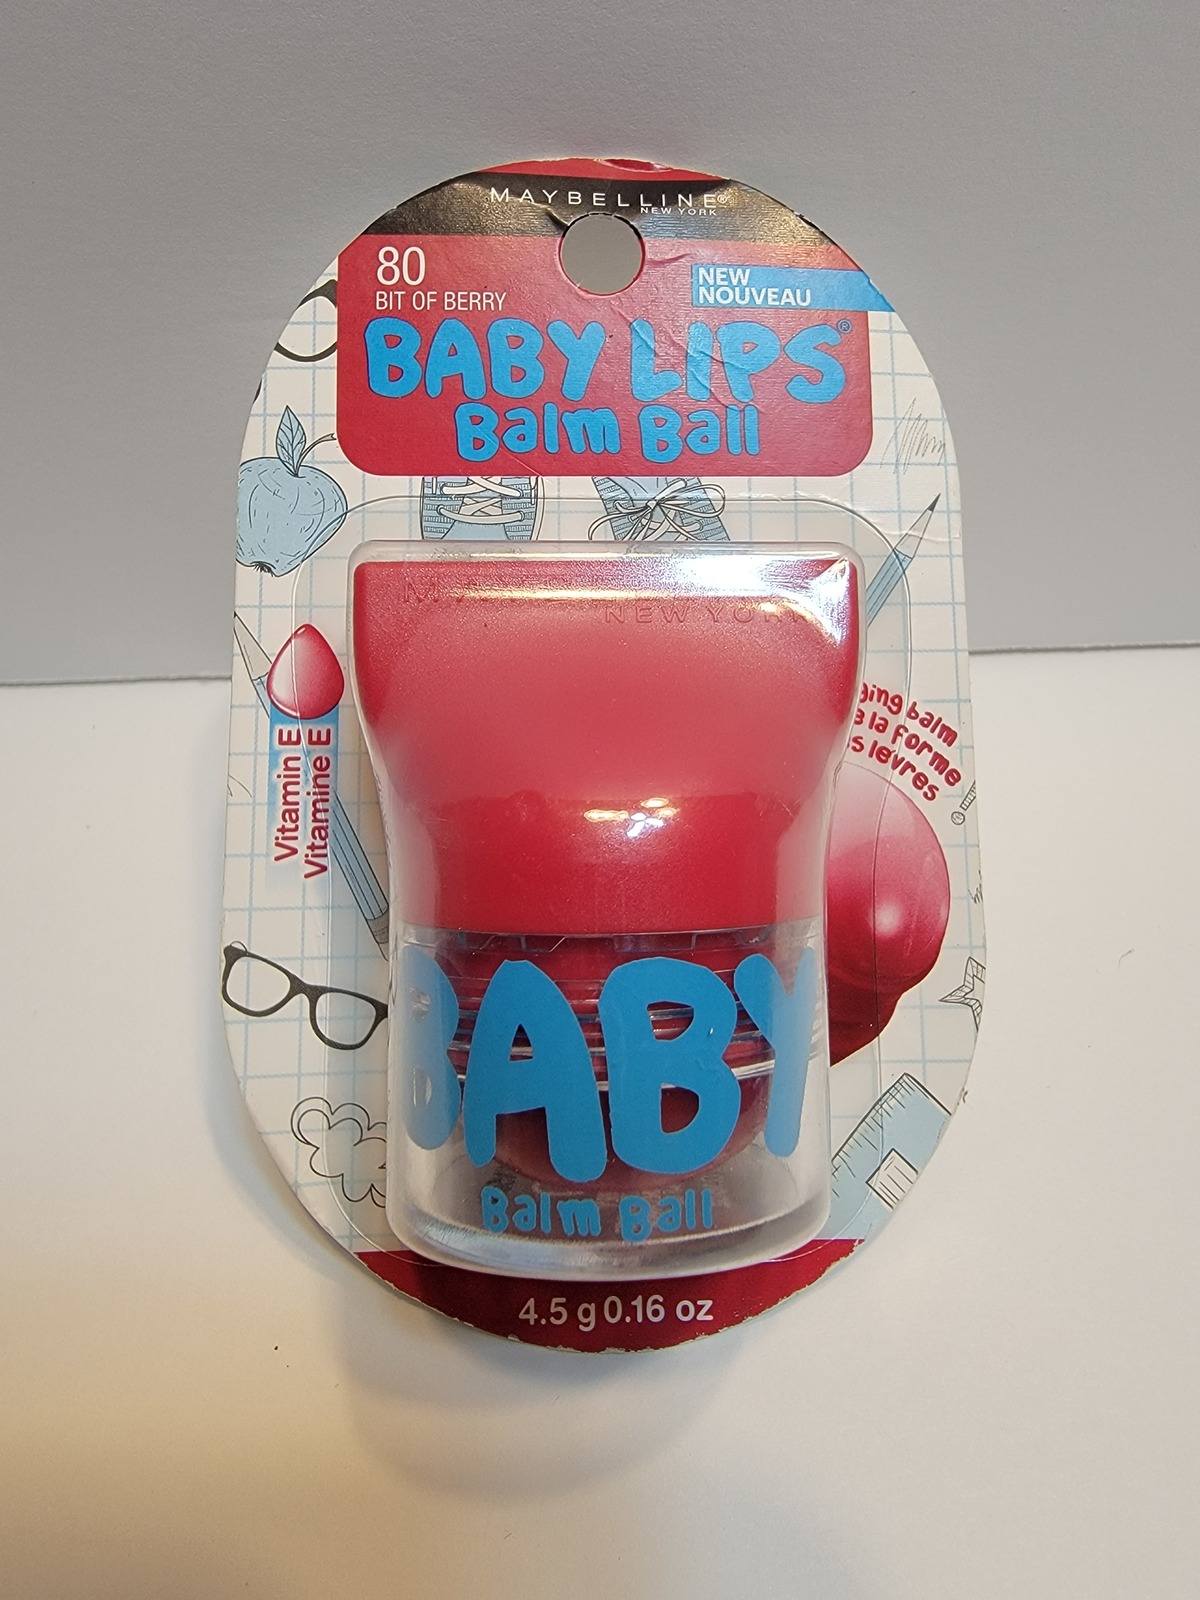 MAYBELLINE®
NEW YORK
80
BIT OF BERRY
NEW
NOUVEAU
BABY LIPS®
Balm Ball
NEW YORK
Vitamin E
Vitamine E
balm
la forme
lèvres
BABY
Balm Ball
4.5 g 0.16 oz